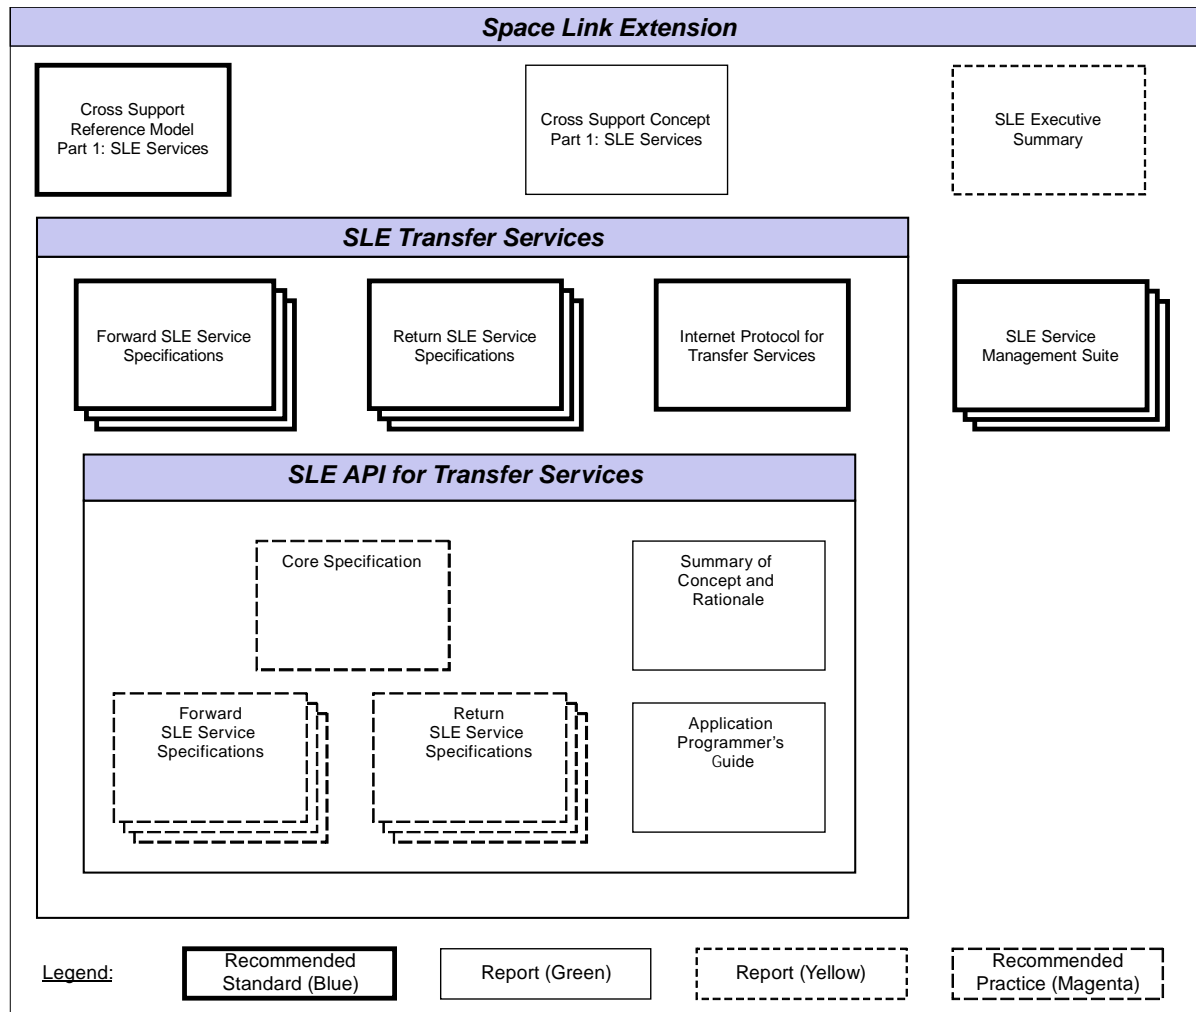 Space Link Extension
Cross Support
Reference Model
Part 1: SLE Services
Cross Support Concept
Part 1: SLE Services
SLE Executive
Summary
SLE Transfer Services
Forward SLE Service
Specifications
Return SLE Service
Specifications
Internet Protocol for
Transfer Services
SLE Service
Management Suite
SLE API for Transfer Services
Core Specification
Summary of
Concept and
Rationale
Forward
SLE Service
Specifications
Return
SLE Service
Specifications
Application
Programmer’s
Guide
Legend:
Recommended
Standard (Blue)
Report (Green)
Report (Yellow)
Recommended
Practice (Magenta)